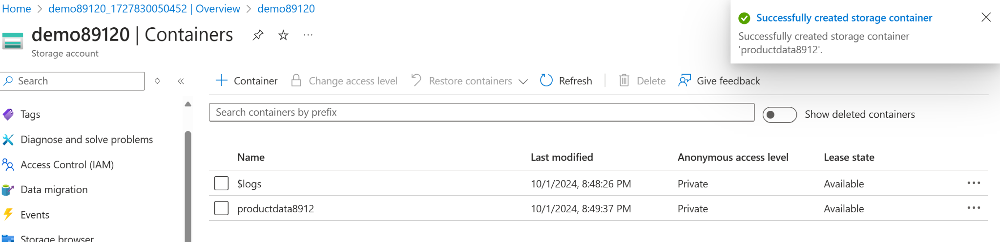 Home > demo89120_1727830050452 | Overview > demo89120
demo89120 | Containers
Storage account
Successfully created storage container
Successfully created storage container
'productdata8912'.
Search
Container
Change access level
Restore containers
Refresh
Delete
Give feedback
Search containers by prefix
Show deleted containers
Tags
Diagnose and solve problems
Access Control (IAM)
Data migration
Events
Storage browser
Name Last modified Anonymous access level Lease state
$logs 10/1/2024, 8:48:26 PM Private Available
productdata8912 10/1/2024, 8:49:37 PM Private Available